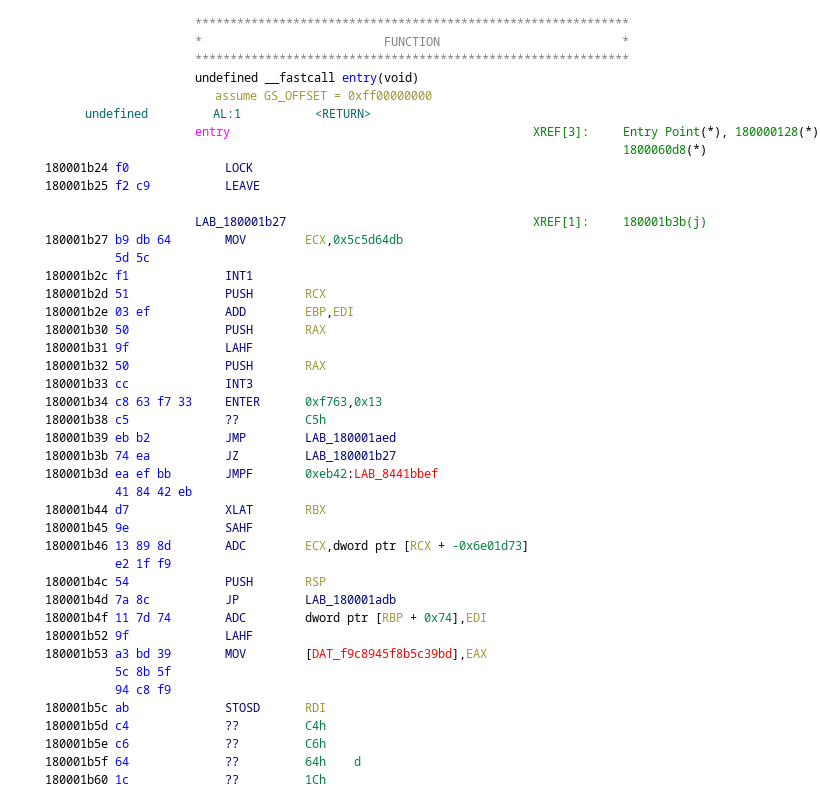 **************************************************************
* FUNCTION *
**************************************************************
undefined __fastcall entry(void)
assume GS_OFFSET = 0xff00000000
undefined AL:1 <RETURN>
entry XREF[3]: Entry Point(*), 180000128(*)
1800060d8(*)
180001b24 f0 LOCK
180001b25 f2 c9 LEAVE
LAB_180001b27 XREF[1]: 180001b3b(j)
180001b27 b9 db 64 MOV ECX,0x5c5d64db
5d 5c
180001b2c f1 INT1
180001b2d 51 PUSH RCX
180001b2e 03 ef ADD EBP,EDI
180001b30 50 PUSH RAX
180001b31 9f LAHF
180001b32 50 PUSH RAX
180001b33 cc INT3
180001b34 c8 63 f7 33 ENTER 0xf763,0x13
180001b38 c5 ?? C5h
180001b39 eb b2 JMP LAB_180001aed
180001b3b 74 ea JZ LAB_180001b27
180001b3d ea ef bb JMPF 0xeb42:LAB_8441bbef
41 84 42 eb
180001b44 d7 XLAT RBX
180001b45 9e SAHF
180001b46 13 89 8d ADC ECX,dword ptr [RCX + -0x6e01d73]
e2 1f f9
180001b4c 54 PUSH RSP
180001b4d 7a 8c JP LAB_180001adb
180001b4f 11 7d 74 ADC dword ptr [RBP + 0x74],EDI
180001b52 9f LAHF
180001b53 a3 bd 39 MOV [DAT_f9c8945f8b5c39bd],EAX
5c 8b 5f
94 c8 f9
180001b5c ab STOSD RDI
180001b5d c4 ?? C4h
180001b5e c6 ?? C6h
180001b5f 64 ?? 64h d
180001b60 1c ?? 1Ch